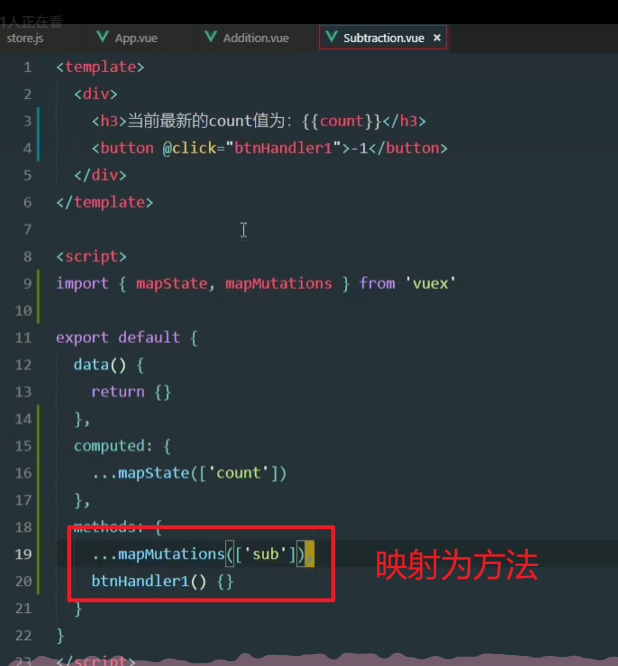 1人正在看
store.js App.vue Addition.vue Subtraction.vue ×
1 <template>
2 <div>
3 <h3>当前最新的count值为：{{count}}</h3>
4 <button @click="btnHandler1">-1</button>
5 </div>
6 </template>
7
8 <script>
9 import { mapState, mapMutations } from 'vuex'
10
11 export default {
12 data() {
13 return {}
14 },
15 computed: {
16 ...mapState(['count'])
17 },
18 methods: {
19 ...mapMutations(['sub']),
20 btnHandler1() {}
21 }
22 }
23 </script>
映射为方法